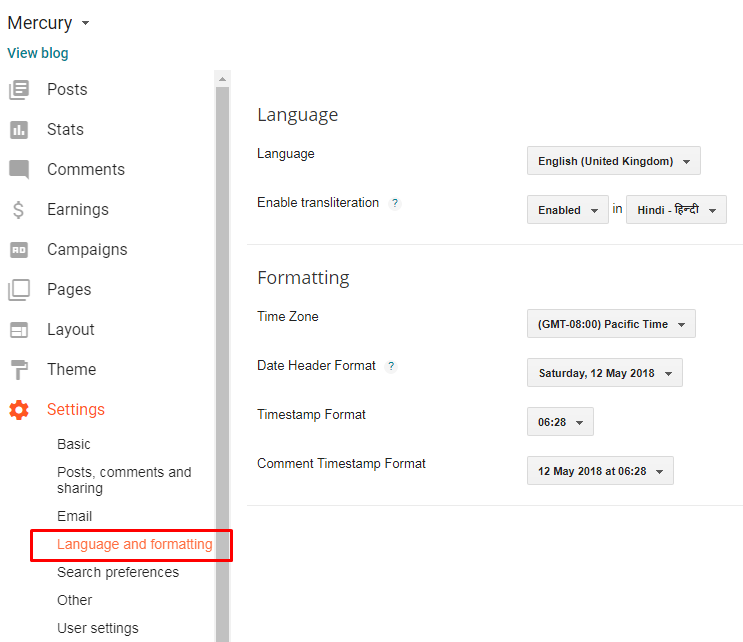 Mercury
View blog
Posts
Stats
Comments
Earnings
AD Campaigns
Pages
Layout
Theme
Settings
Basic
Posts, comments and
sharing
Email
Language and formatting
Search preferences
Other
User settings
Language
Language English (United Kingdom)
Enable transliteration ? Enabled in Hindi - हिन्दी
Formatting
Time Zone (GMT-08:00) Pacific Time
Date Header Format ? Saturday, 12 May 2018
Timestamp Format 06:28
Comment Timestamp Format 12 May 2018 at 06:28